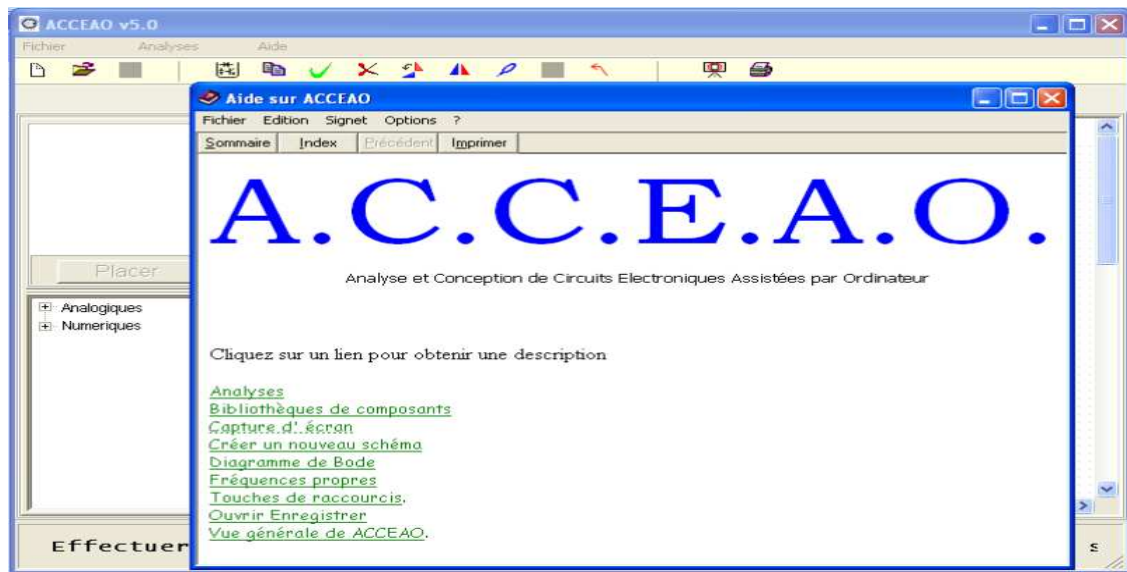 ACCEAO v5.0
Fichier Analyses Aide
Aide sur ACCEAO
Fichier Edition Signet Options ?
Sommaire Index Précédent Imprimer
A.C.C.E.A.O.
Analyse et Conception de Circuits Electroniques Assistées par Ordinateur
Placer
Analogiques
Numeriques
Cliquez sur un lien pour obtenir une description
Analyses
Bibliothèques de composants
Capture d' écran
Créer un nouveau schéma
Diagramme de Bode
Fréquences propres
Touches de raccourcis.
Ouvrir Enregistrer
Vue générale de ACCEAO.
Effectuer s